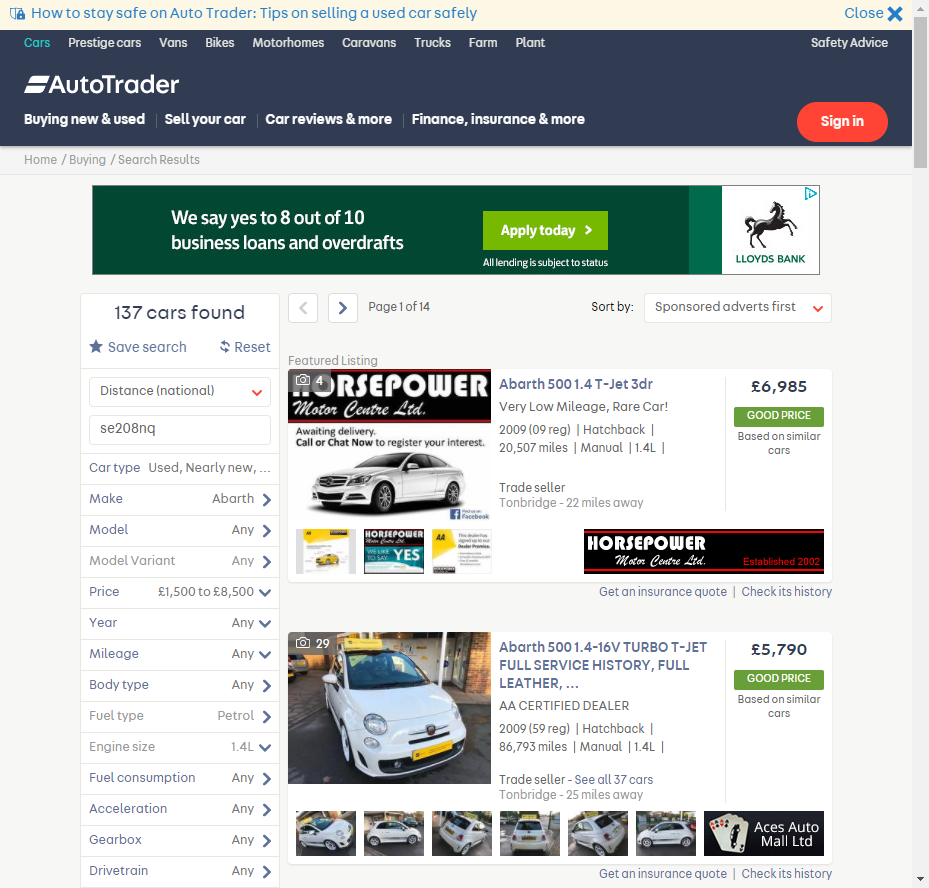 How to stay safe on Auto Trader: Tips on selling a used car safely
Close
Cars Prestige cars Vans Bikes Motorhomes Caravans Trucks Farm Plant Safety Advice
AutoTrader
Buying new & used | Sell your car | Car reviews & more | Finance, insurance & more
Sign in
Home / Buying / Search Results
We say yes to 8 out of 10
business loans and overdrafts
Apply today >
All lending is subject to status
LLOYDS BANK
137 cars found
Save search Reset
Distance (national)
se208nq
Car type Used, Nearly new, ...
Make Abarth
Model Any
Model Variant Any
Price £1,500 to £8,500
Year Any
Mileage Any
Body type Any
Fuel type Petrol
Engine size 1.4L
Fuel consumption Any
Acceleration Any
Gearbox Any
Drivetrain Any
Page 1 of 14
Sort by: Sponsored adverts first
Featured Listing
4
HORSEPOWER
Motor Centre Ltd.
Awaiting delivery.
Call or Chat Now to register your interest.
Find us on
Facebook
Abarth 500 1.4 T-Jet 3dr
Very Low Mileage, Rare Car!
2009 (09 reg) | Hatchback |
20,507 miles | Manual | 1.4L |
Trade seller
Tonbridge - 22 miles away
£6,985
GOOD PRICE
Based on similar
cars
HORSEPOWER
WE LIKE
TO SAY... YES
AA
HORSEPOWER
Motor Centre Ltd.
Established 2002
Get an insurance quote | Check its history
29
Abarth 500 1.4-16V TURBO T-JET
FULL SERVICE HISTORY, FULL
LEATHER, ...
AA CERTIFIED DEALER
2009 (59 reg) | Hatchback |
86,793 miles | Manual | 1.4L |
Trade seller - See all 37 cars
Tonbridge - 25 miles away
£5,790
GOOD PRICE
Based on similar
cars
Aces Auto
Mall Ltd
Get an insurance quote | Check its history